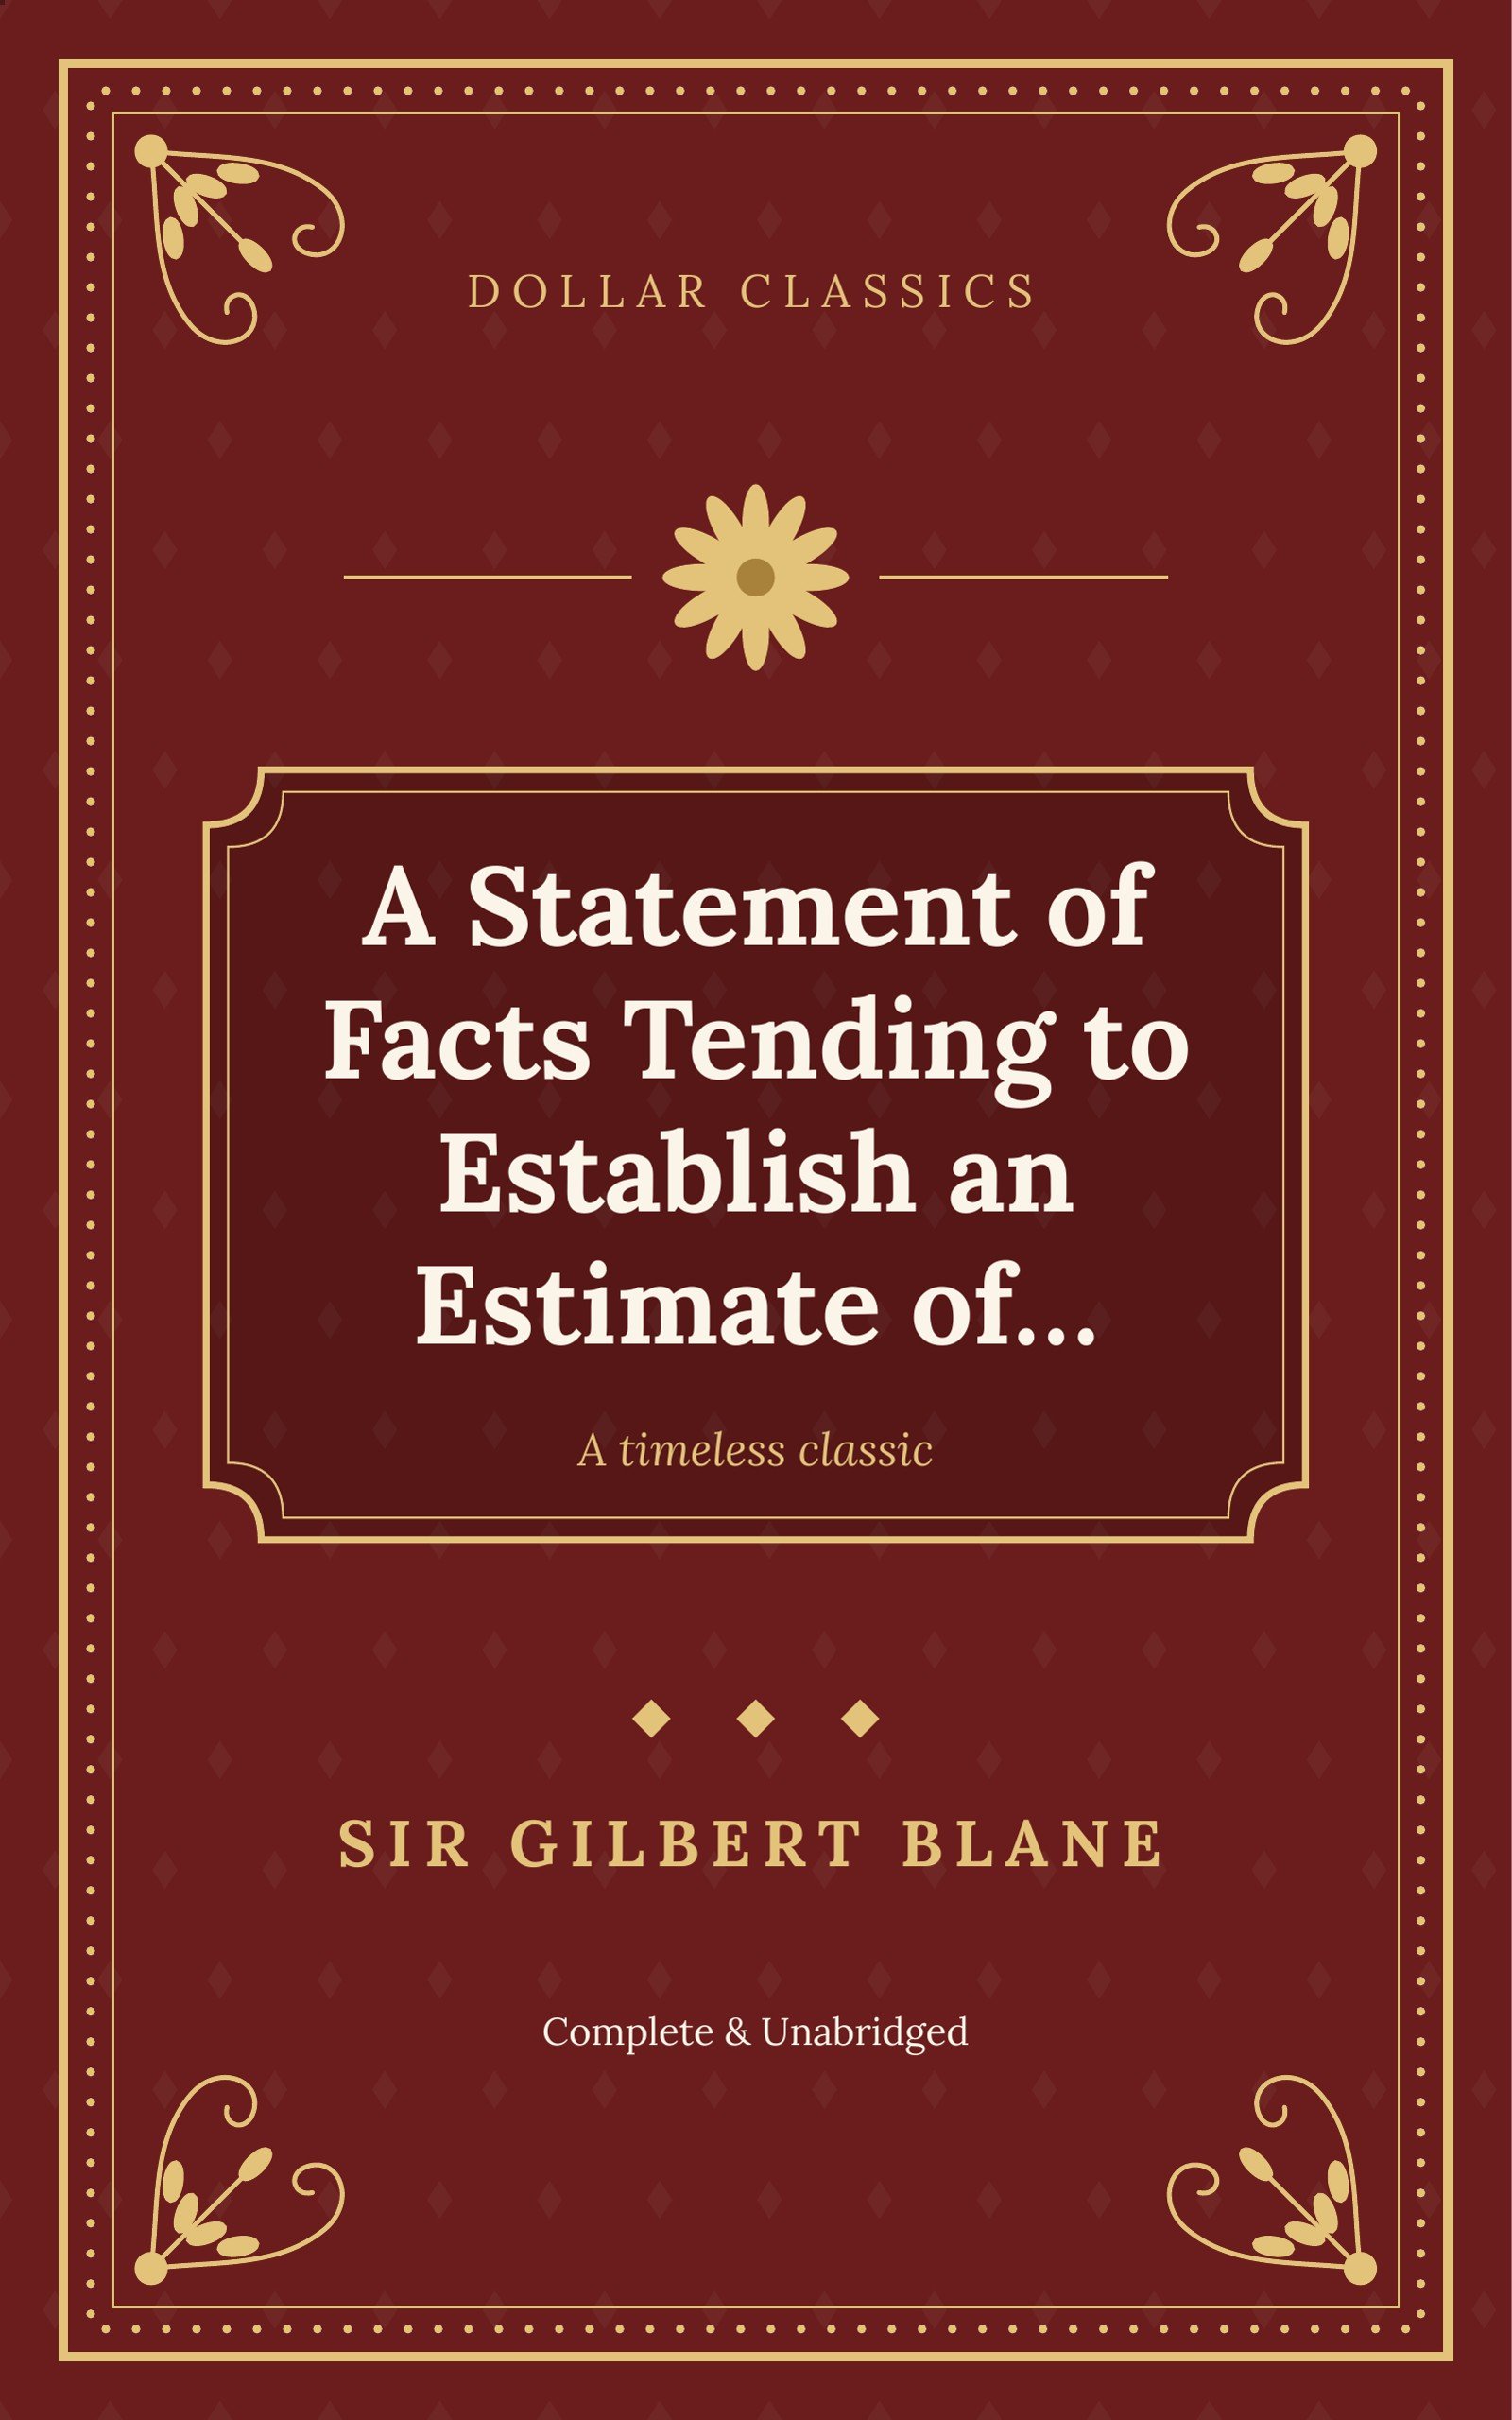 DOLLAR CLASSICS
A Statement of
Facts Tending to
Establish an
Estimate of...
A timeless classic
SIR GILBERT BLANE
Complete & Unabridged